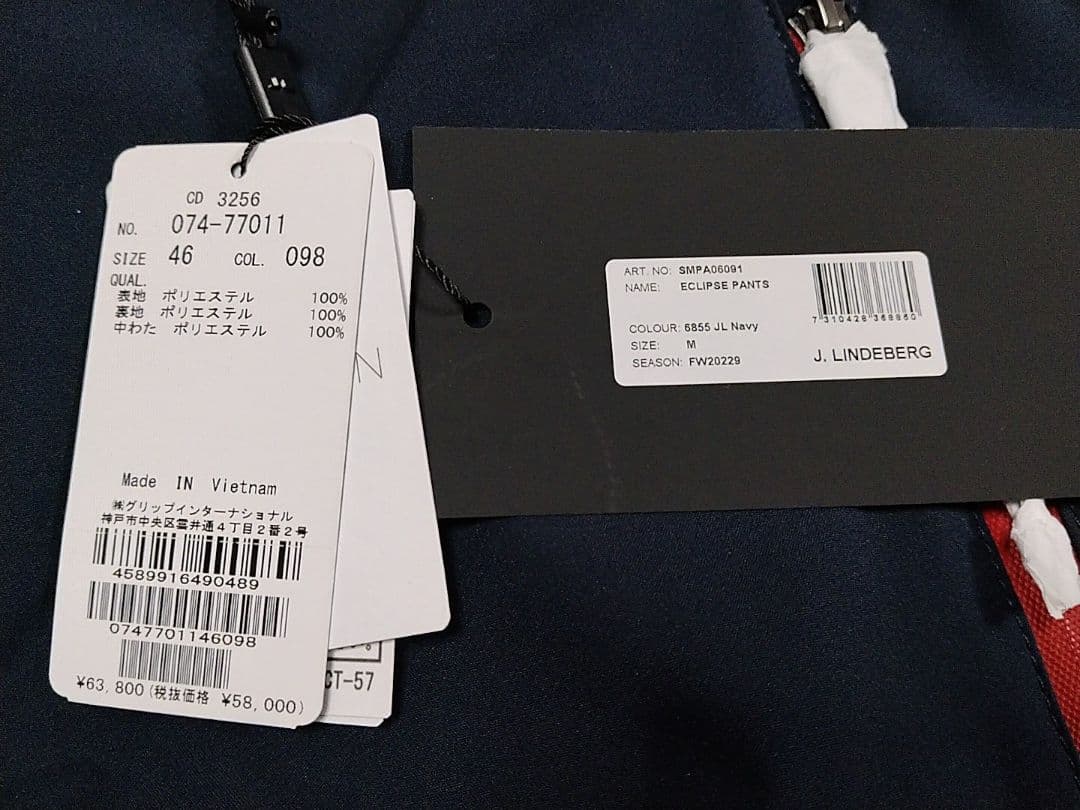 CD 3256
NO. 074-77011
SIZE 46 COL. 098
QUAL.
表地 ポリエステル 100%
裏地 ポリエステル 100%
中わた ポリエステル 100%
Made IN Vietnam
㈱グリップインターナショナル
神戸市中央区雲井通4丁目2番2号
4589916490489
0747701146098
¥63,800(税抜価格 ¥58,000)
N
CT-57
ART. NO: SMPA06091
NAME: ECLIPSE PANTS
7 310428 368860
COLOUR: 6855 JL Navy
SIZE: M
SEASON: FW20229
J. LINDEBERG